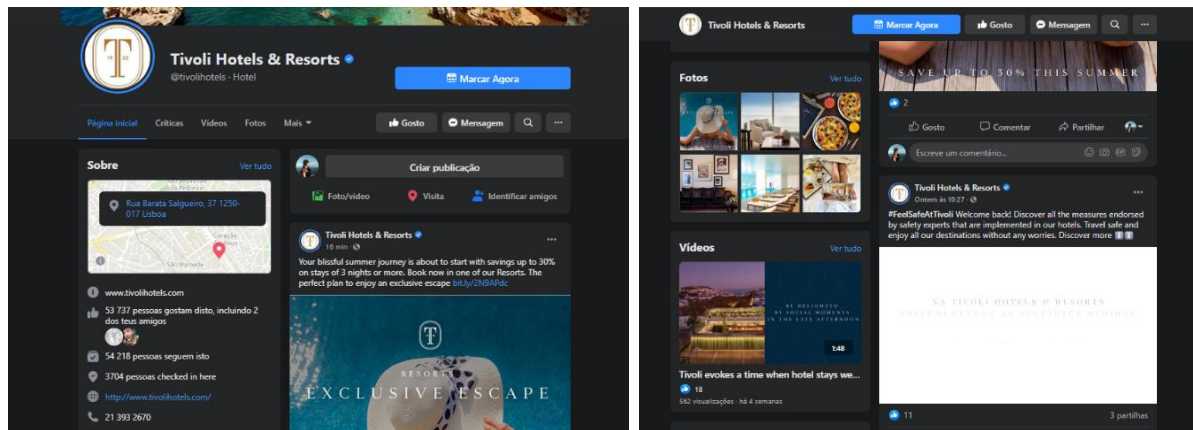 Tivoli Hotels & Resorts
@tivolihotels · Hotel
Marcar Agora
Página inicial Críticas Vídeos Fotos Mais
Gosto Mensagem
Sobre Ver tudo
Rua Barata Salgueiro, 37 1250-
017 Lisboa
www.tivolihotels.com
53 737 pessoas gostam disto, incluindo 2
dos teus amigos
54 218 pessoas seguem isto
3704 pessoas checked in here
http://www.tivolihotels.com/
21 393 2670
Criar publicação
Foto/vídeo Visita Identificar amigos
Tivoli Hotels & Resorts
16 min ·
Your blissful summer journey is about to start with savings up to 30%
on stays of 3 nights or more. Book now in one of our Resorts. The
perfect plan to enjoy an exclusive escape bit.ly/2N9APdc
T
RESORTS
EXCLUSIVE ESCAPE
Tivoli Hotels & Resorts
Marcar Agora Gosto Mensagem
Fotos Ver tudo
Vídeos Ver tudo
BE DELIGHTED
BY SOCIAL MOMENTS
IN THE LATE AFTERNOON
1:48
Tivoli evokes a time when hotel stays we...
18
562 visualizações · há 4 semanas
SAVE UP TO 30% THIS SUMMER
2
Gosto Comentar Partilhar
Escreve um comentário...
Tivoli Hotels & Resorts
Ontem às 10:27 ·
#FeelSafeAtTivoli Welcome back! Discover all the measures endorsed
by safety experts that are implemented in our hotels. Travel safe and
enjoy all our destinations without any worries. Discover more
NA TIVOLI HOTELS & RESORTS
IMPLEMENTAMOS AS SEGUINTES MEDIDAS
11 3 partilhas